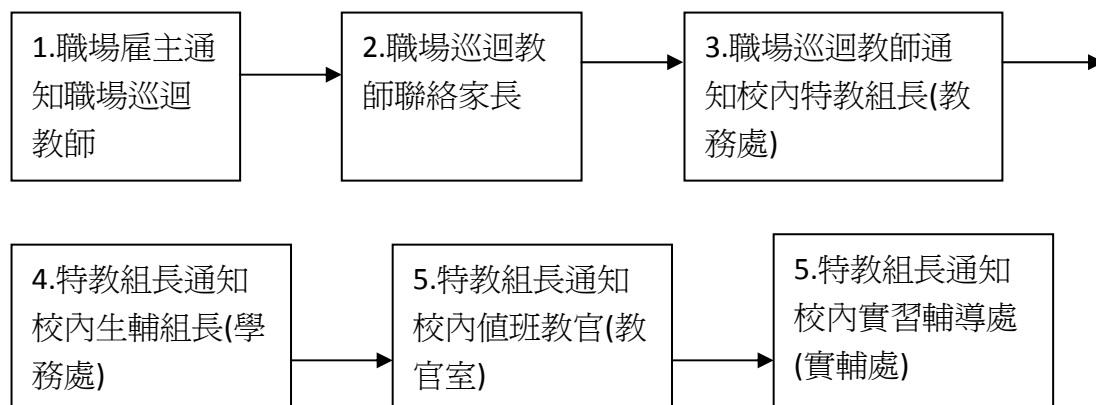 1.職場雇主通
知職場巡迴
教師
2.職場巡迴教
師聯絡家長
3.職場巡迴教師通
知校內特教組長(教
務處)
4.特教組長通知
校內生輔組長(學
務處)
5.特教組長通知
校內值班教官(教
官室)
5.特教組長通知
校內實習輔導處
(實輔處)